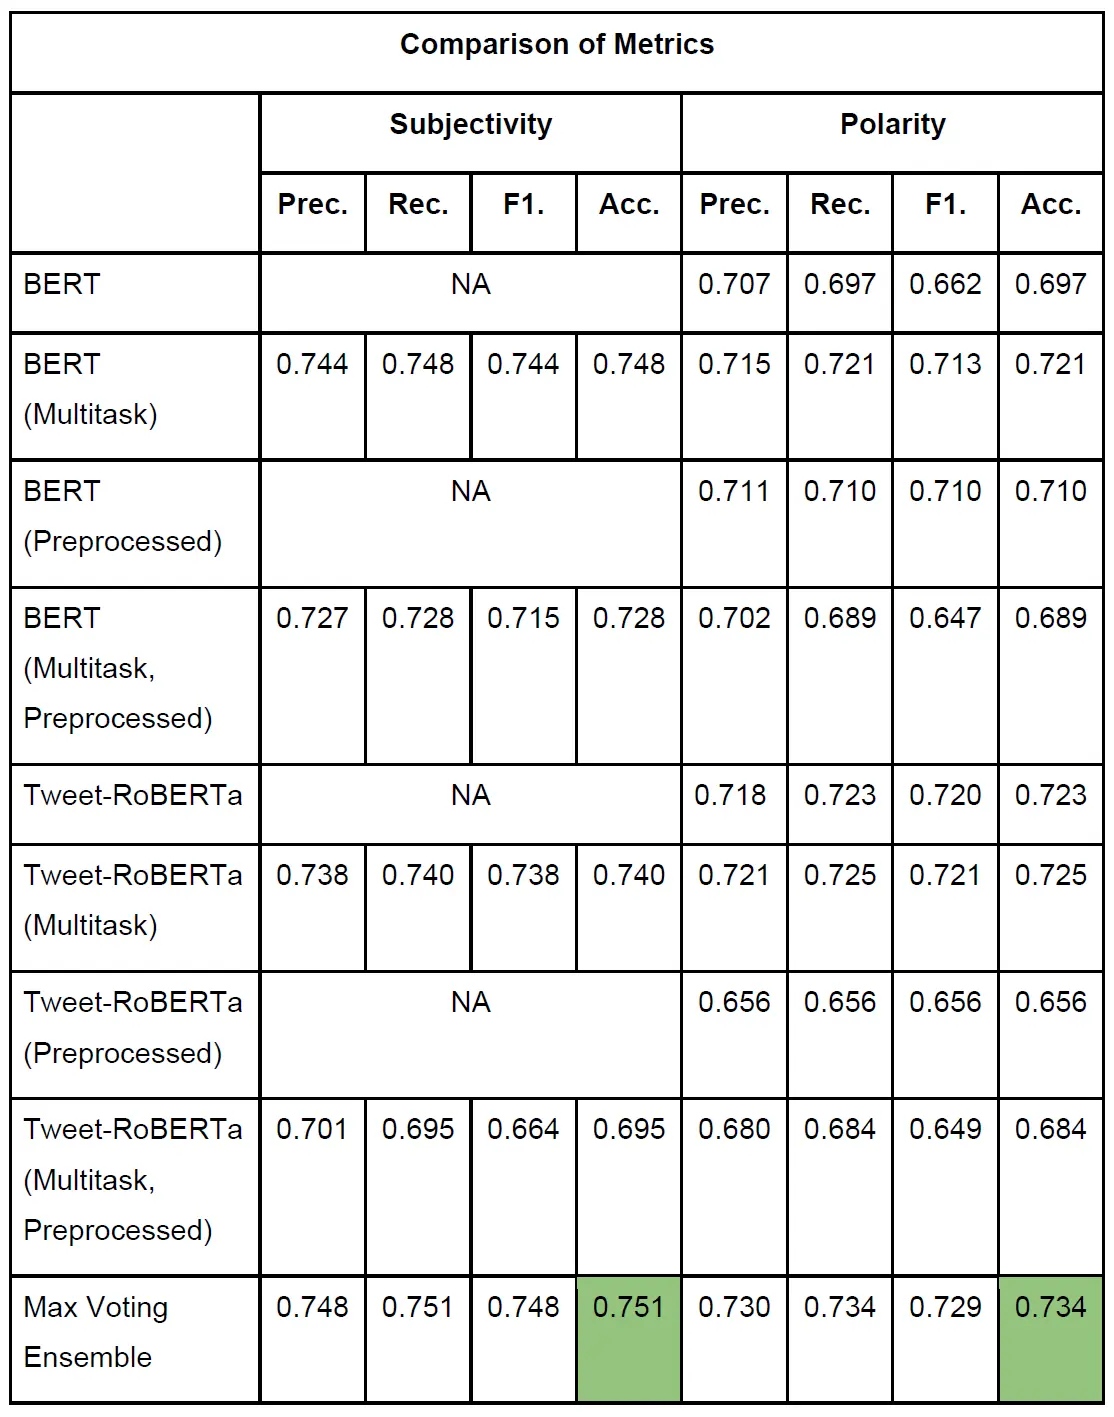 Comparison of Metrics
Subjectivity Polarity
Prec. Rec. F1. Acc. Prec. Rec. F1. Acc.
BERT NA 0.707 0.697 0.662 0.697
BERT 0.744 0.748 0.744 0.748 0.715 0.721 0.713 0.721
(Multitask)
BERT NA 0.711 0.710 0.710 0.710
(Preprocessed)
BERT 0.727 0.728 0.715 0.728 0.702 0.689 0.647 0.689
(Multitask,
Preprocessed)
Tweet-RoBERTa NA 0.718 0.723 0.720 0.723
Tweet-RoBERTa 0.738 0.740 0.738 0.740 0.721 0.725 0.721 0.725
(Multitask)
Tweet-RoBERTa NA 0.656 0.656 0.656 0.656
(Preprocessed)
Tweet-RoBERTa 0.701 0.695 0.664 0.695 0.680 0.684 0.649 0.684
(Multitask,
Preprocessed)
Max Voting 0.748 0.751 0.748 0.751 0.730 0.734 0.729 0.734
Ensemble